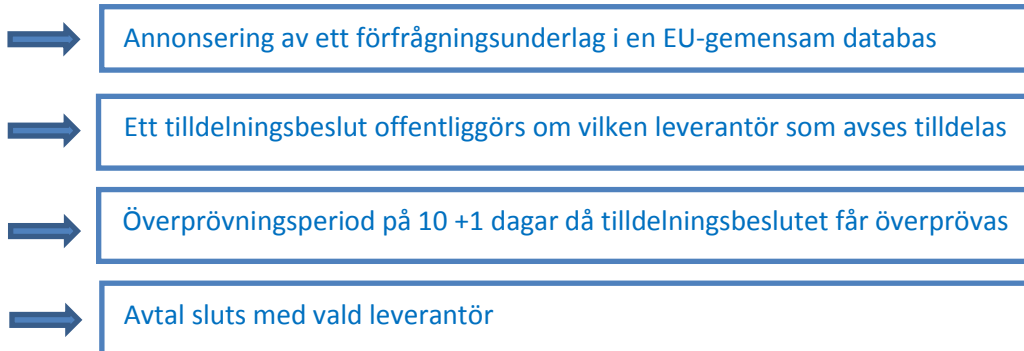 Annonsering av ett förfrågningsunderlag i en EU-gemensam databas
Ett tilldelningsbeslut offentliggörs om vilken leverantör som avses tilldelas
Överprövningsperiod på 10 +1 dagar då tilldelningsbeslutet får överprövas
Avtal sluts med vald leverantör